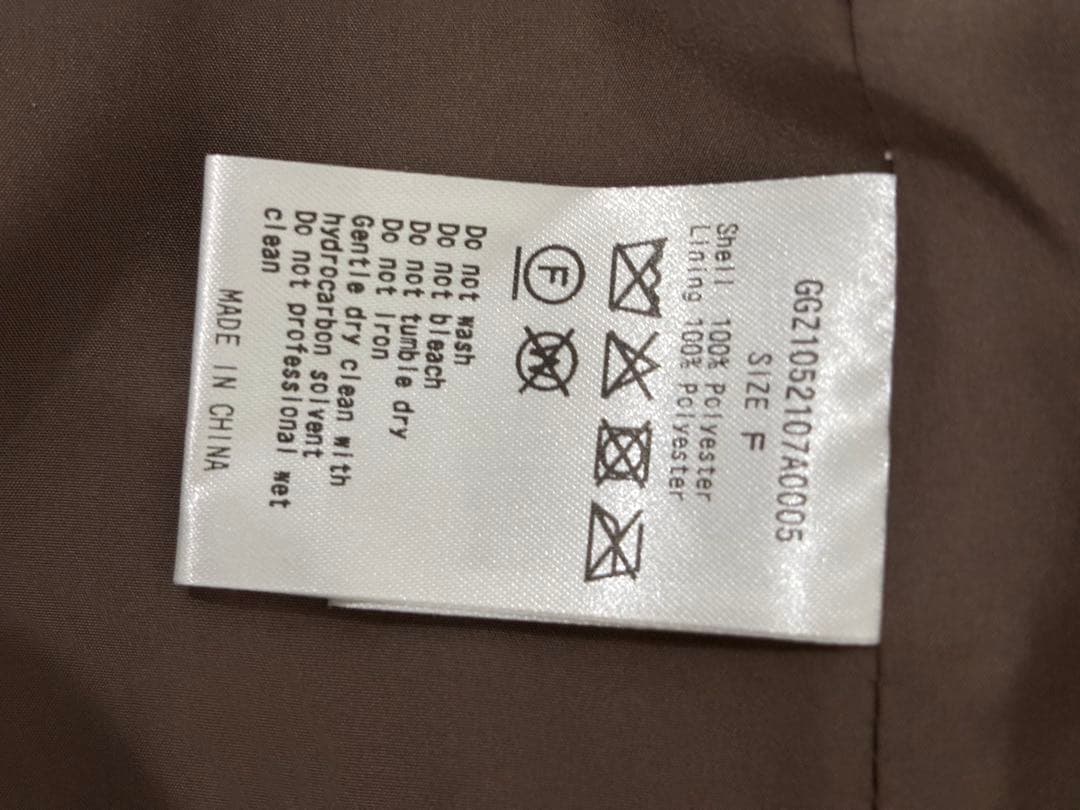 GGZ1052107A0005
SIZE F
Shell 100% Polyester
Lining 100% Polyester
F W
Do not wash
Do not bleach
Do not tumble dry
Do not Iron
Gentle dry clean with
hydrocarbon solvent
Do not professional wet
clean
MADE IN CHINA